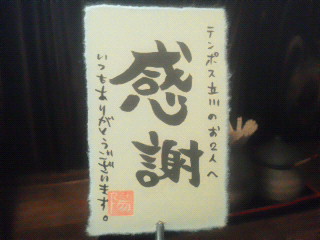 テンポス立川のお2人へ
感謝
いつもありがとうございます。